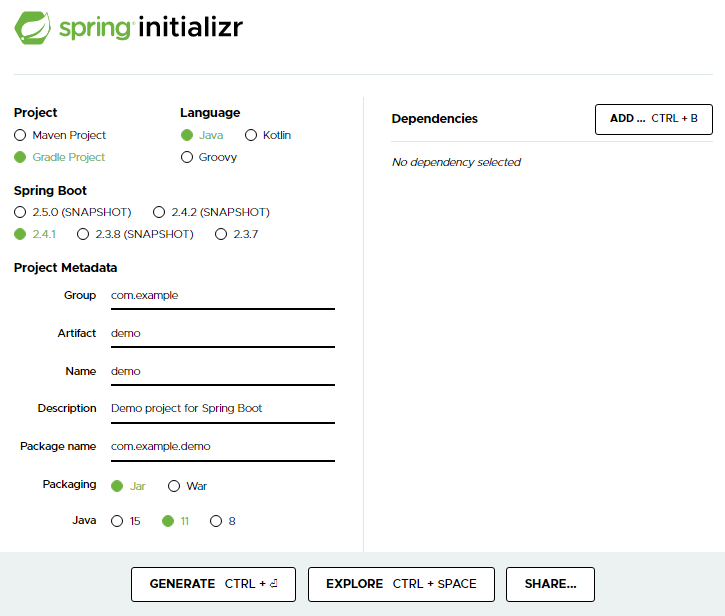 spring initializr
Project
Maven Project
Gradle Project
Language
Java Kotlin
Groovy
Spring Boot
2.5.0 (SNAPSHOT) 2.4.2 (SNAPSHOT)
2.4.1 2.3.8 (SNAPSHOT) 2.3.7
Project Metadata
Group com.example
Artifact demo
Name demo
Description Demo project for Spring Boot
Package name com.example.demo
Packaging Jar War
Java 15 11 8
Dependencies ADD ... CTRL + B
No dependency selected
GENERATE CTRL + ⏎ EXPLORE CTRL + SPACE SHARE...